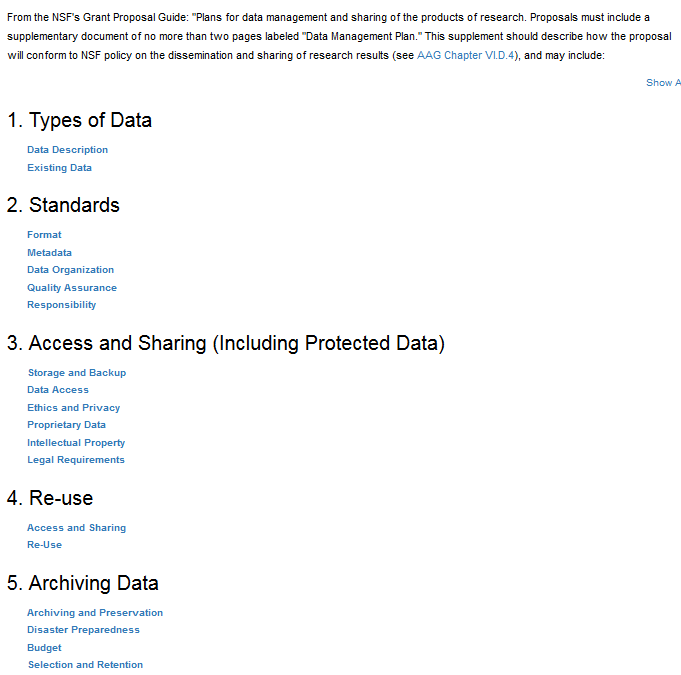 From the NSF's Grant Proposal Guide: "Plans for data management and sharing of the products of research. Proposals must include a
supplementary document of no more than two pages labeled "Data Management Plan." This supplement should describe how the proposal
will conform to NSF policy on the dissemination and sharing of research results (see AAG Chapter VI.D.4), and may include:
Show A
1. Types of Data
Data Description
Existing Data
2. Standards
Format
Metadata
Data Organization
Quality Assurance
Responsibility
3. Access and Sharing (Including Protected Data)
Storage and Backup
Data Access
Ethics and Privacy
Proprietary Data
Intellectual Property
Legal Requirements
4. Re-use
Access and Sharing
Re-Use
5. Archiving Data
Archiving and Preservation
Disaster Preparedness
Budget
Selection and Retention